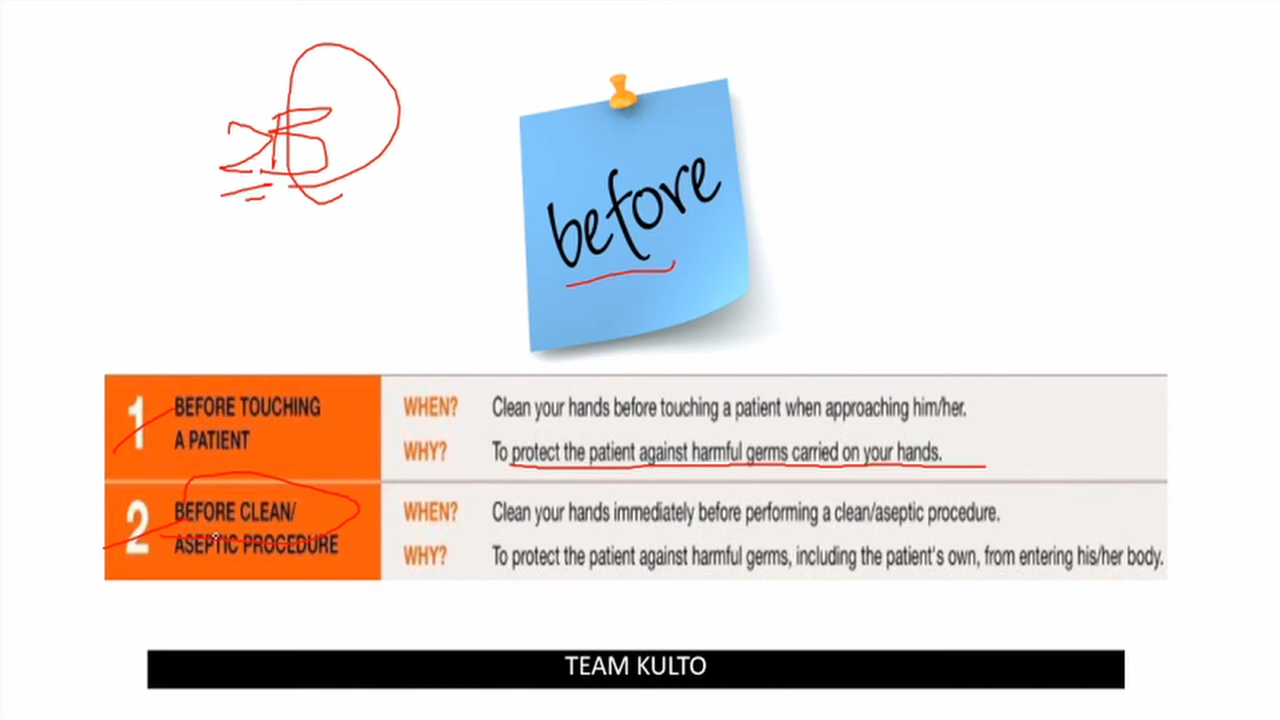 2B
before
1 BEFORE TOUCHING
A PATIENT
WHEN? Clean your hands before touching a patient when approaching him/her.
WHY? To protect the patient against harmful germs carried on your hands.
2 BEFORE CLEAN/
ASEPTIC PROCEDURE
WHEN? Clean your hands immediately before performing a clean/aseptic procedure.
WHY? To protect the patient against harmful germs, including the patient's own, from entering his/her body.
TEAM KULTO